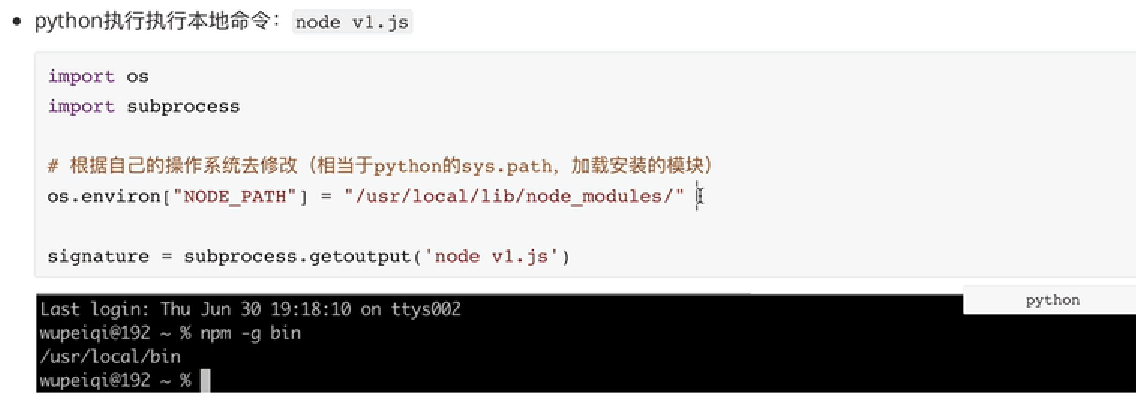 python执行执行本地命令：node v1.js
import os
import subprocess
# 根据自己的操作系统去修改（相当于python的sys.path，加载安装的模块）
os.environ["NODE_PATH"] = "/usr/local/lib/node_modules/"
signature = subprocess.getoutput('node v1.js')
Last login: Thu Jun 30 19:18:10 on ttys002
python
wupeiqi@192 ~ % npm -g bin
/usr/local/bin
wupeiqi@192 ~ %